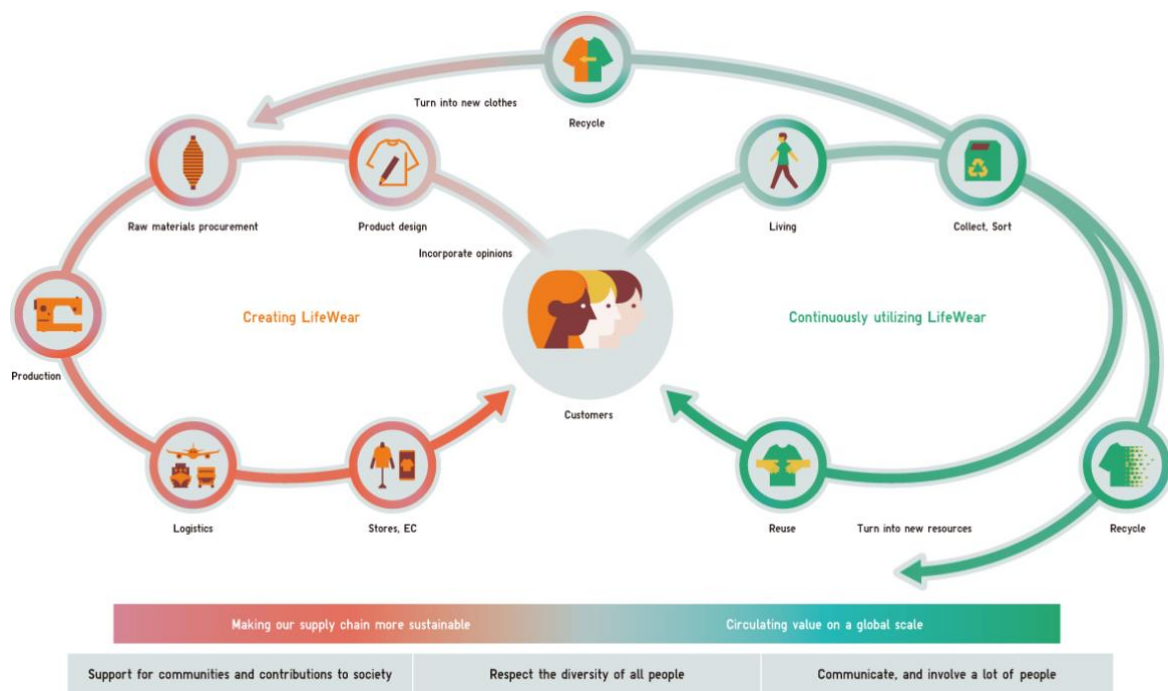 Turn into new clothes
Recycle
Raw materials procurement
Product design
Living
Collect, Sort
Incorporate opinions
Creating LifeWear
Continuously utilizing LifeWear
Production
Customers
Logistics
Stores, EC
Reuse
Turn into new resources
Recycle
Making our supply chain more sustainable
Circulating value on a global scale
Support for communities and contributions to society
Respect the diversity of all people
Communicate, and involve a lot of people